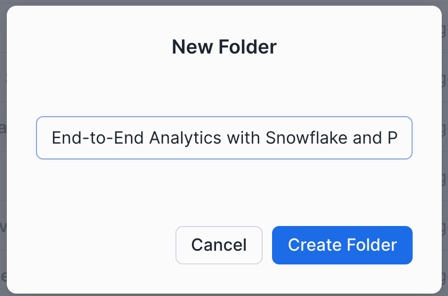 New Folder
End-to-End Analytics with Snowflake and P
Cancel
Create Folder